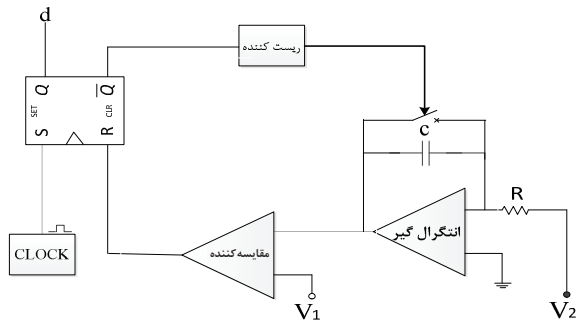 d
ریست کننده
Q
Q
SET
CLR
S
R
c
R
انتگرال گیر
مقایسه‌کننده
CLOCK
V1
V2